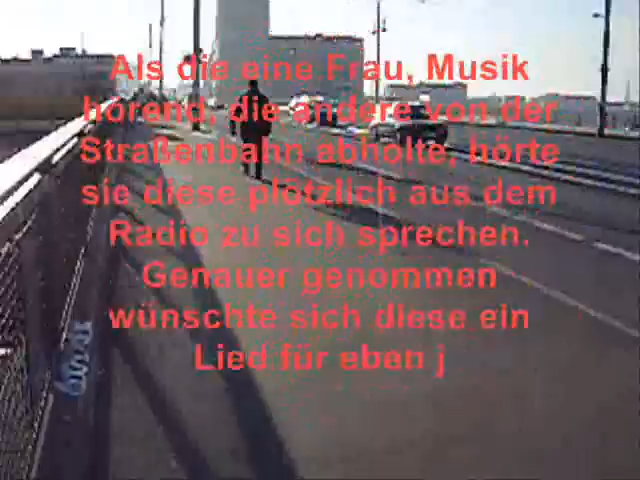 Als die eine Frau, Musik
hörend, die andere von der
Straßenbahn abholte, hörte
sie diese plötzlich aus dem
Radio zu sich sprechen.
Genauer genommen
wünschte sich diese ein
Lied für eben j